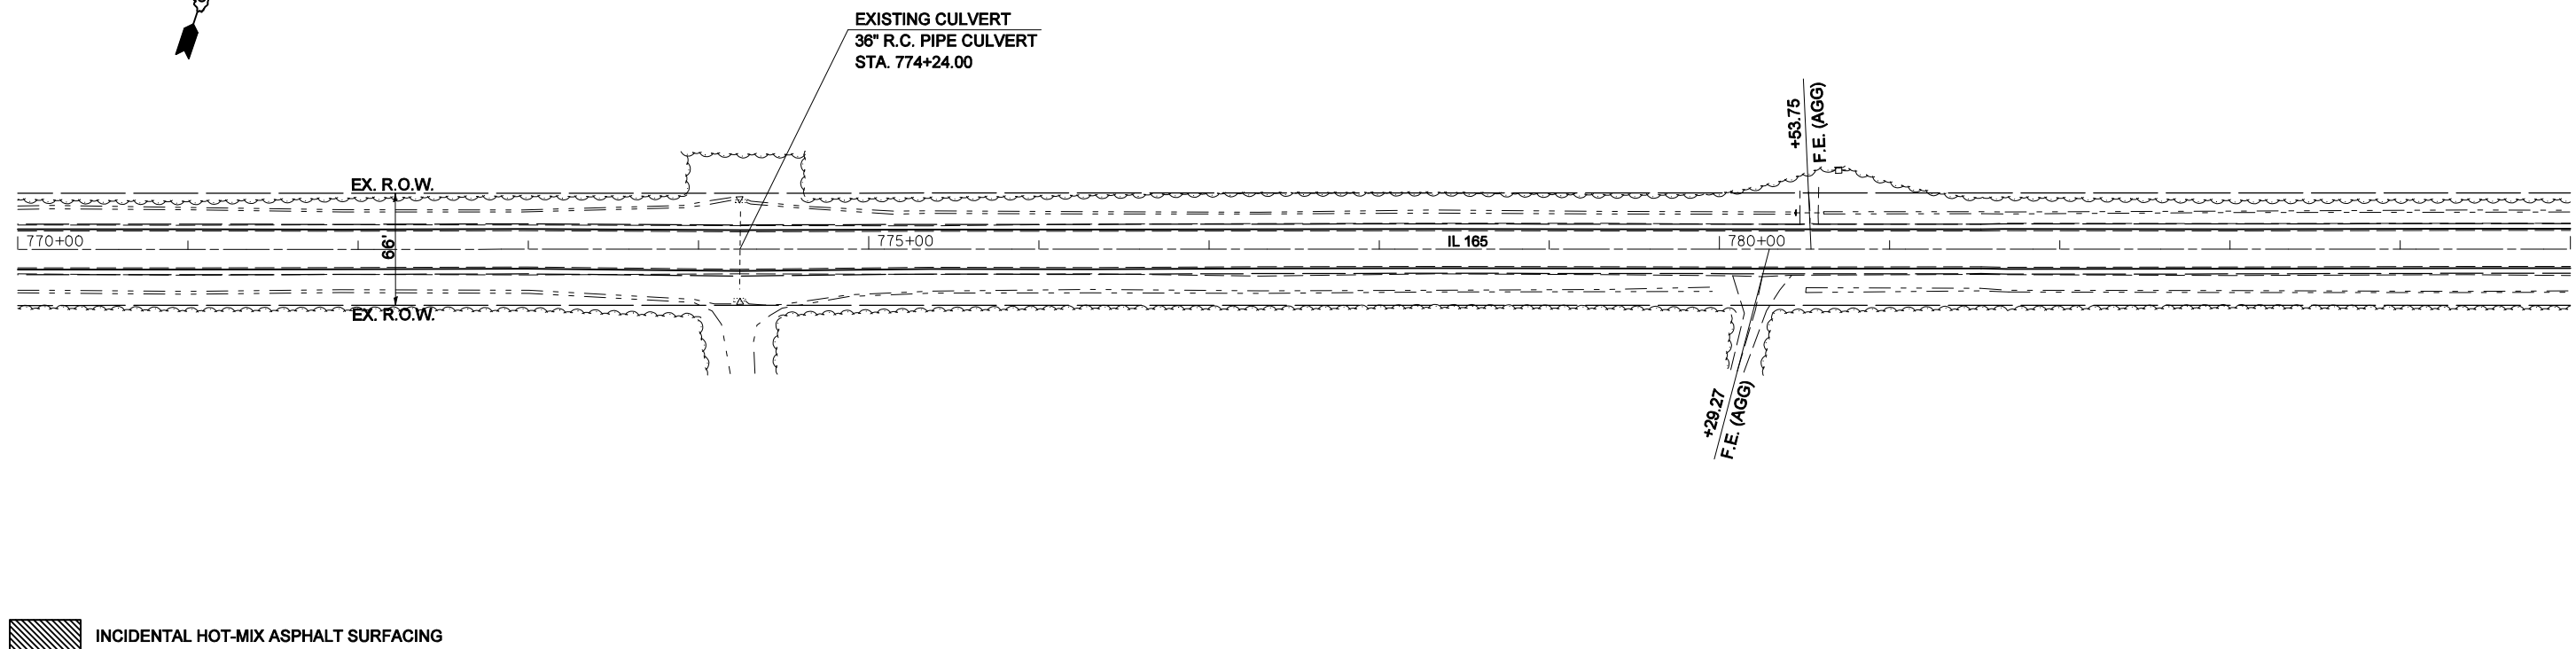 EXISTING CULVERT
36" R.C. PIPE CULVERT
STA. 774+24.00
+53.75
F.E. (AGG)
EX. R.O.W.
66'
770+00
775+00
IL 165
780+00
EX. R.O.W.
+29.27
F.E. (AGG)
INCIDENTAL HOT-MIX ASPHALT SURFACING